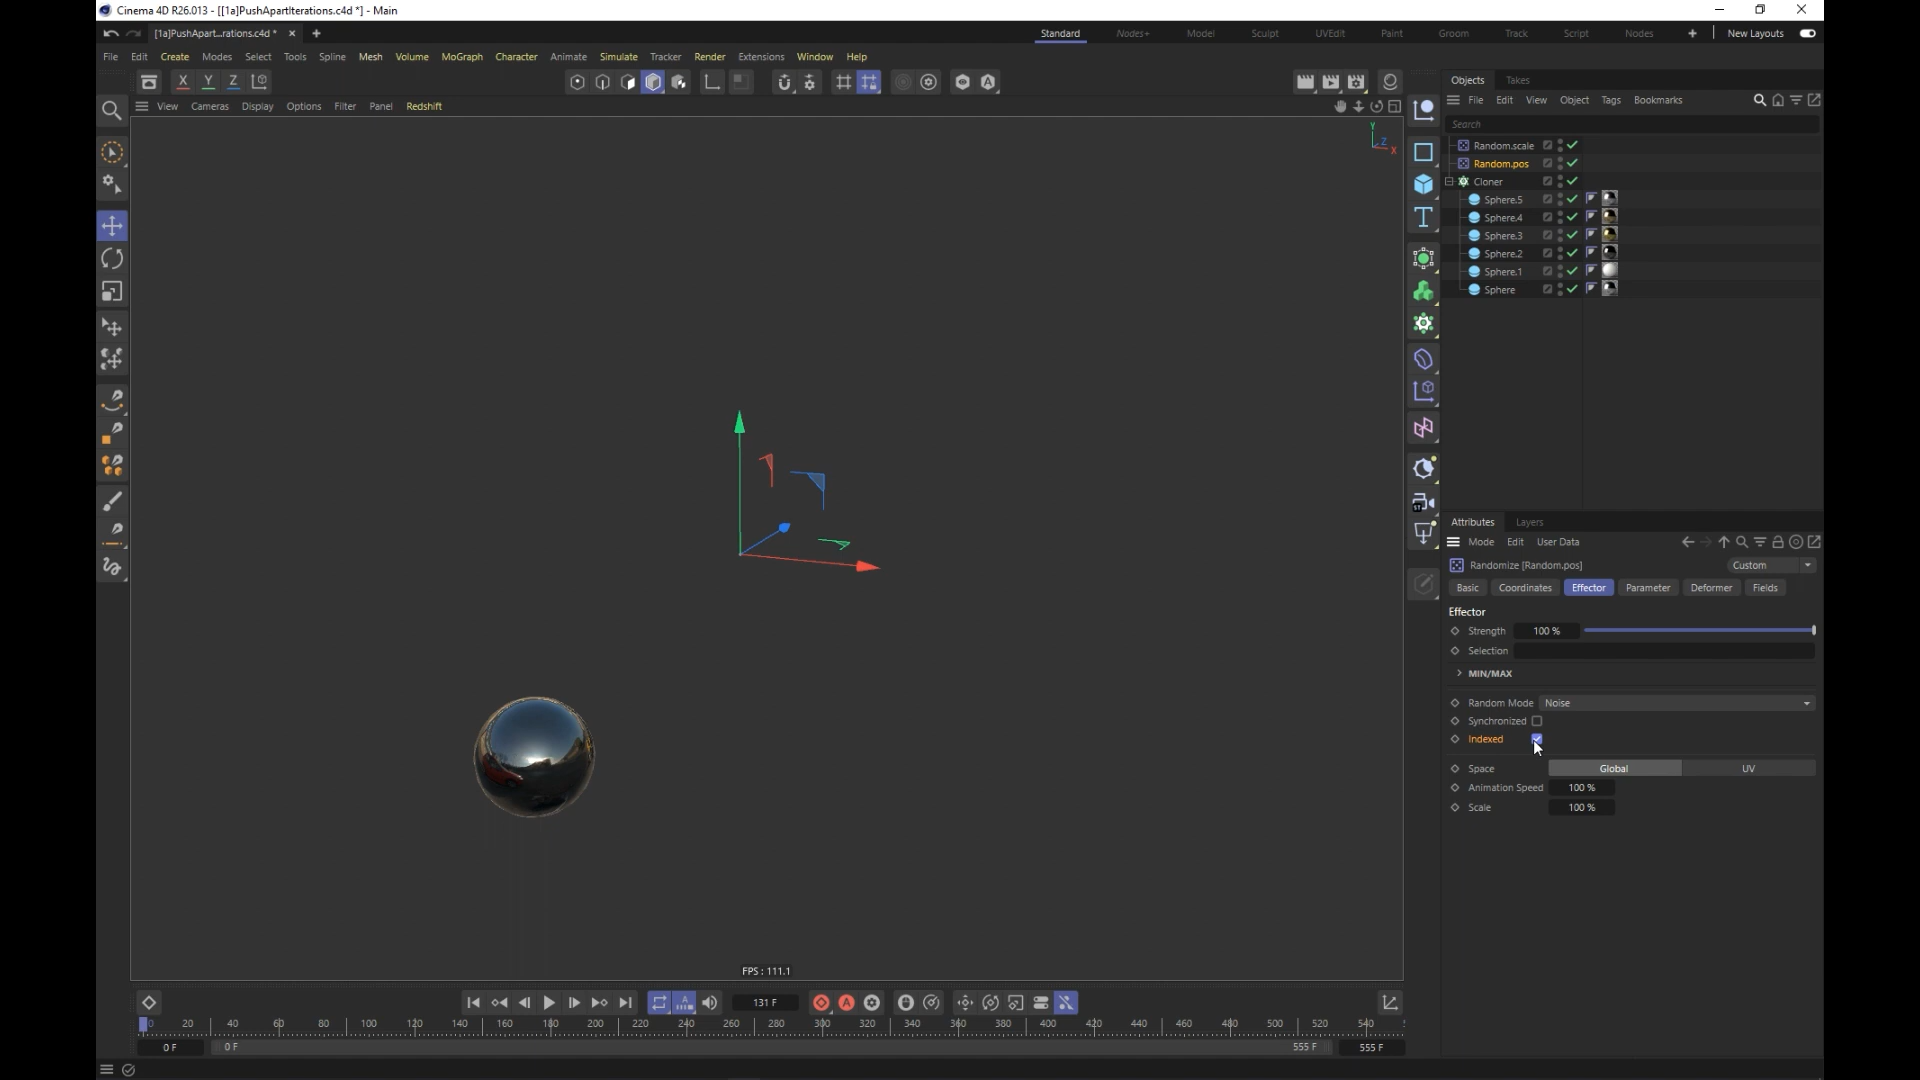 Cinema 4D R26.013 - [[1a]PushApartIterations.c4d *] - Main
[1a]PushApart...rations.c4d *
Standard Nodes+ Model Sculpt UVEdit Paint Groom Track Script Nodes New Layouts
File Edit Create Modes Select Tools Spline Mesh Volume MoGraph Character Animate Simulate Tracker Render Extensions Window Help
X Y Z
View Cameras Display Options Filter Panel Redshift
Y
Z
X
FPS : 111.1
Objects Takes
File Edit View Object Tags Bookmarks
Search
Random.scale
Random.pos
Cloner
Sphere.5
Sphere.4
Sphere.3
Sphere.2
Sphere.1
Sphere
Attributes Layers
Mode Edit User Data
Randomize [Random.pos] Custom
Basic Coordinates Effector Parameter Deformer Fields
Effector
Strength 100 %
Selection
MIN/MAX
Random Mode Noise
Synchronized
Indexed
Space Global UV
Animation Speed 100 %
Scale 100 %
131 F
0 20 40 60 80 100 120 140 160 180 200 220 240 260 280 300 320 340 360 380 400 420 440 460 480 500 520 540
0 F 0 F 555 F 555 F